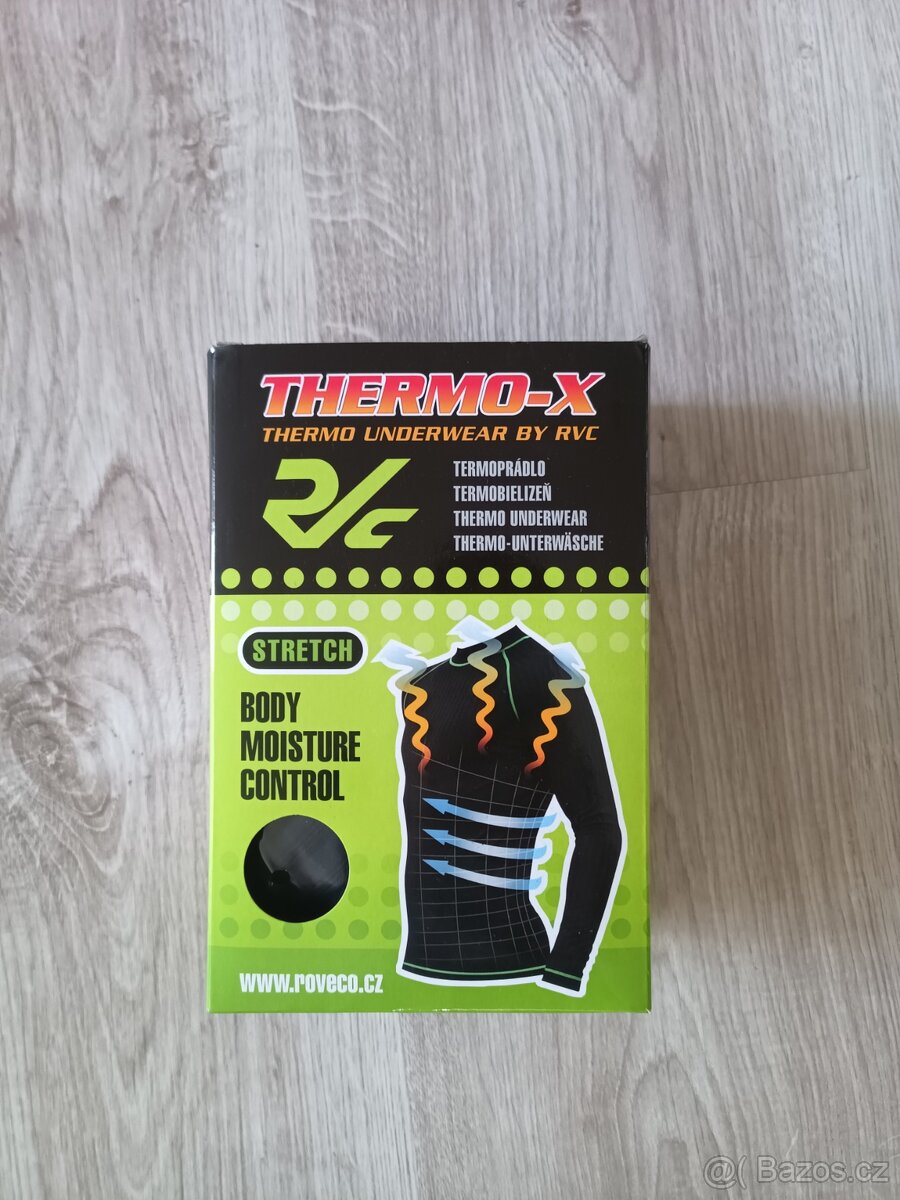 THERMO-X
THERMO UNDERWEAR BY RVC
RVC
TERMOPRÁDLO
TERMOBIELIZEŇ
THERMO UNDERWEAR
THERMO-UNTERWÄSCHE
STRETCH
BODY
MOISTURE
CONTROL
www.roveco.cz
@( Bazos.cz